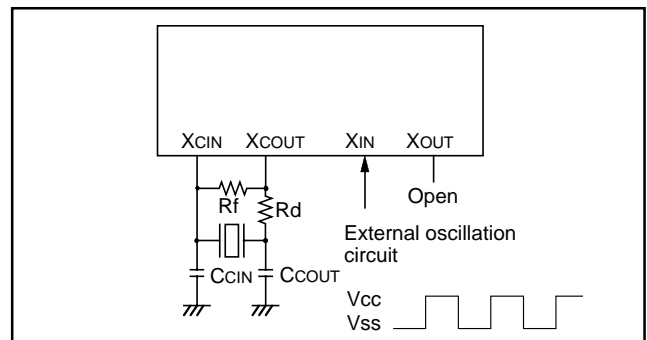 XCIN XCOUT XIN XOUT
Rf
Rd
Open
External oscillation
circuit
CCIN
CCOUT
Vcc
Vss